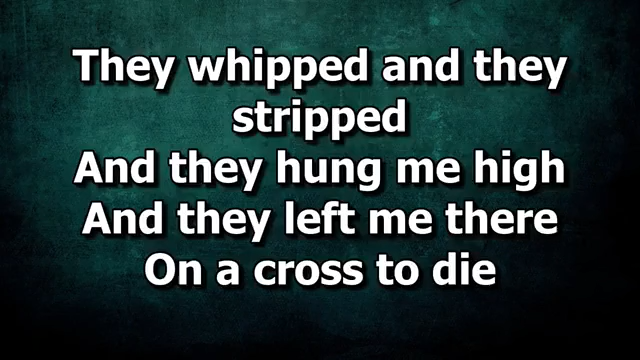 They whipped and they
stripped
And they hung me high
And they left me there
On a cross to die